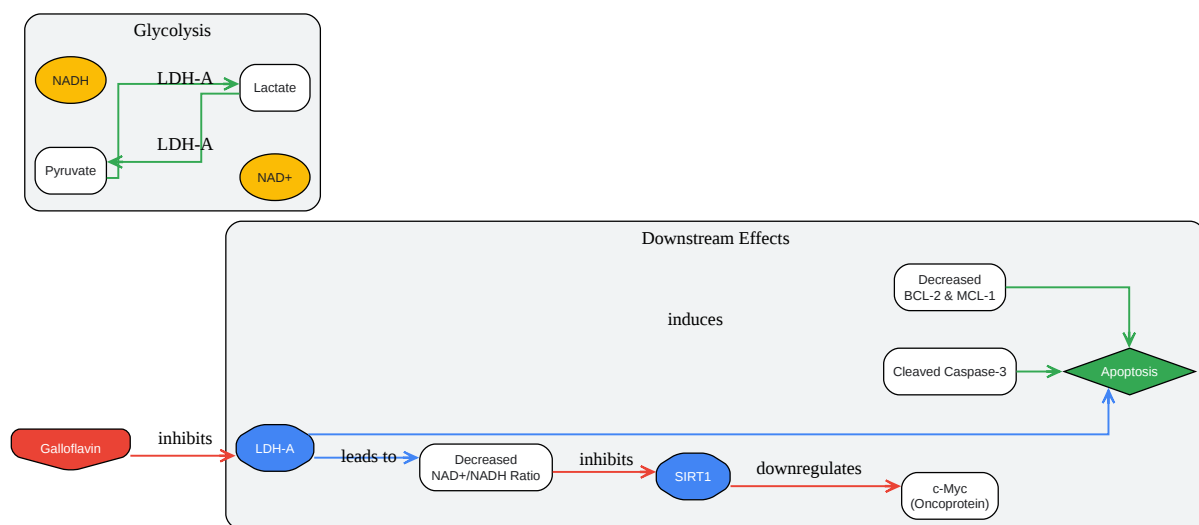 Glycolysis
NADH
LDH-A
Lactate
LDH-A
Pyruvate
NAD+
Downstream Effects
Decreased
BCL-2 & MCL-1
induces
Cleaved Caspase-3
Apoptosis
Galloflavin
inhibits
LDH-A
leads to
Decreased
NAD+/NADH Ratio
inhibits
SIRT1
downregulates
c-Myc
(Oncoprotein)